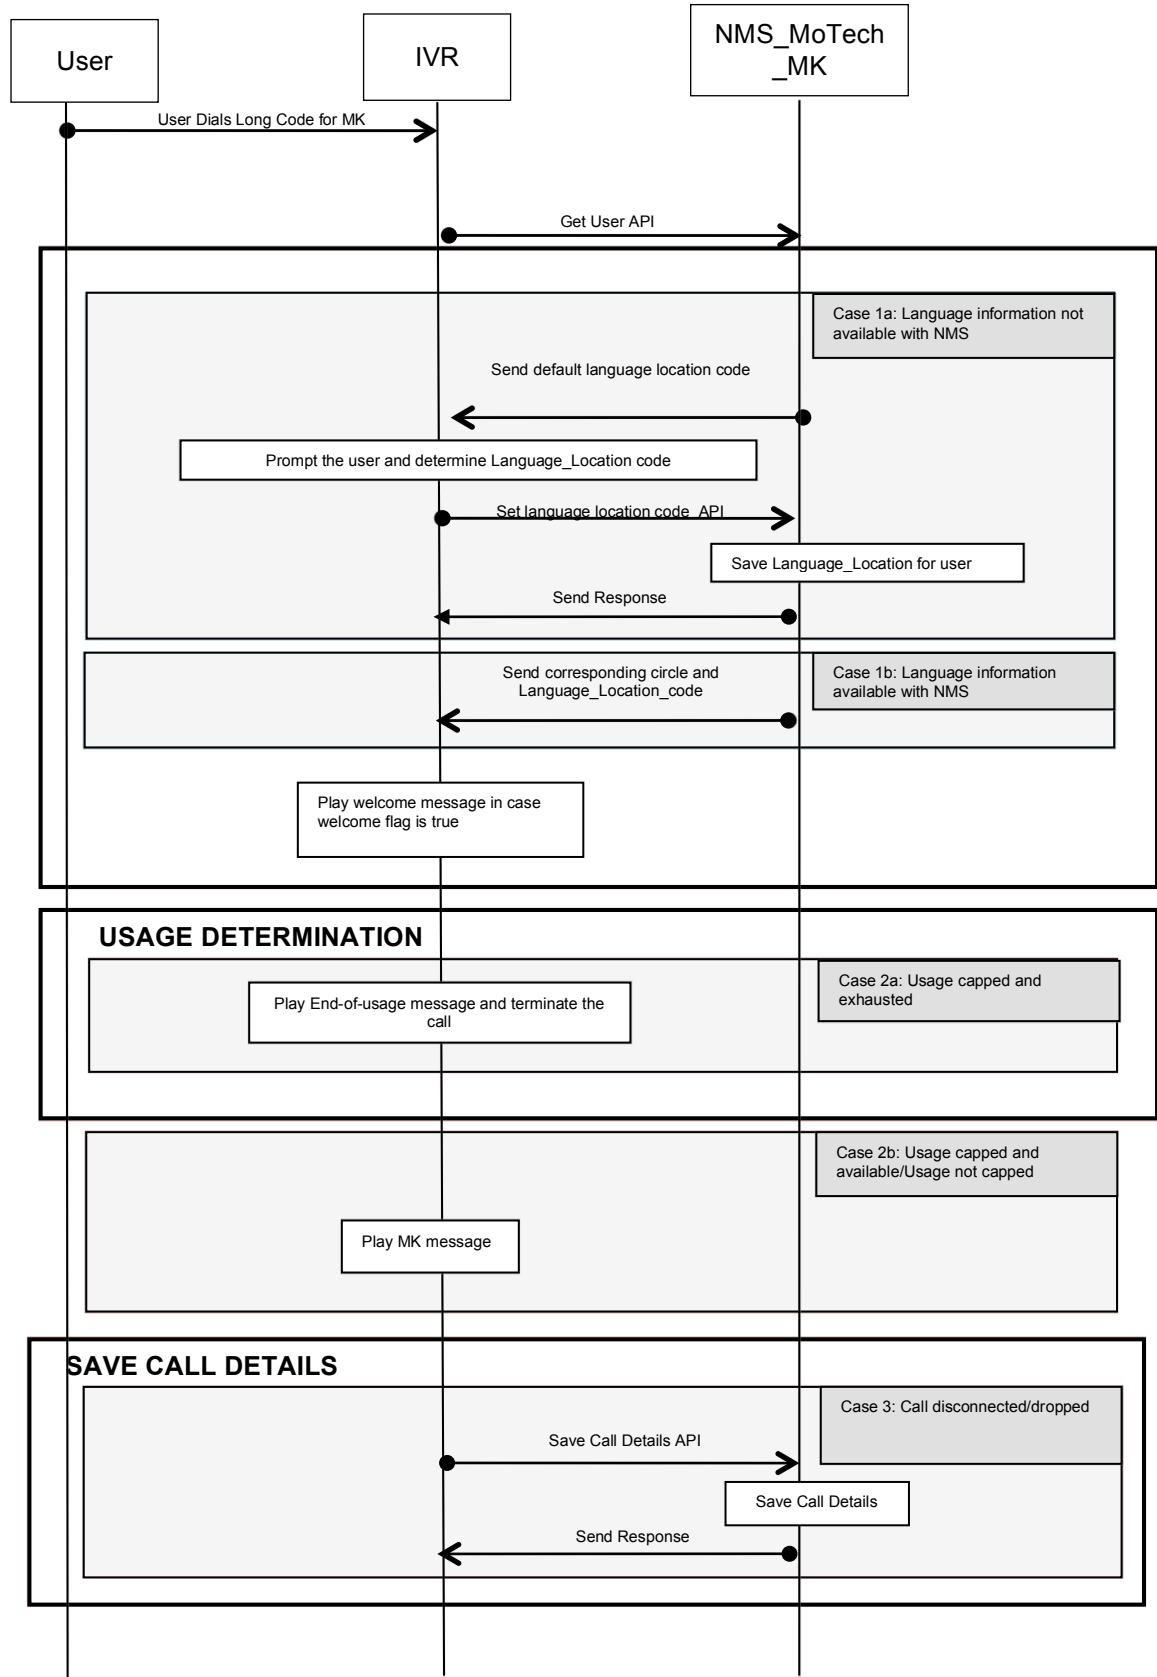 User
IVR
NMS_MoTech
_MK
User Dials Long Code for MK
Get User API
Case 1a: Language information not
available with NMS
Send default language location code
Prompt the user and determine Language_Location code
Set language location code  API
Save Language_Location for user
Send Response
Send corresponding circle and
Language_Location_code
Case 1b: Language information
available with NMS
Play welcome message in case
welcome flag is true
USAGE DETERMINATION
Case 2a: Usage capped and
exhausted
Play End-of-usage message and terminate the
call
Case 2b: Usage capped and
available/Usage not capped
Play MK message
SAVE CALL DETAILS
Case 3: Call disconnected/dropped
Save Call Details API
Save Call Details
Send Response